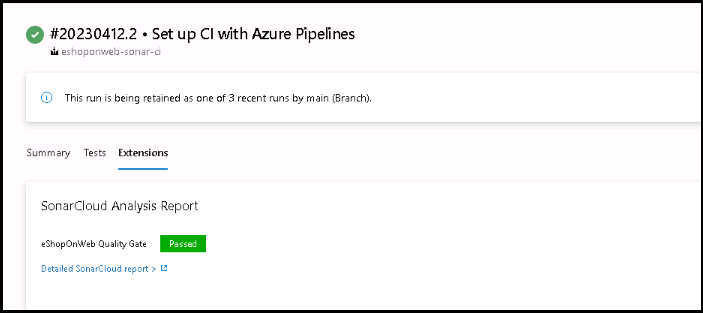 #20230412.2 • Set up CI with Azure Pipelines
eshoponweb-sonar-ci
This run is being retained as one of 3 recent runs by main (Branch).
Summary Tests Extensions
SonarCloud Analysis Report
eShopOnWeb Quality Gate Passed
Detailed SonarCloud report >